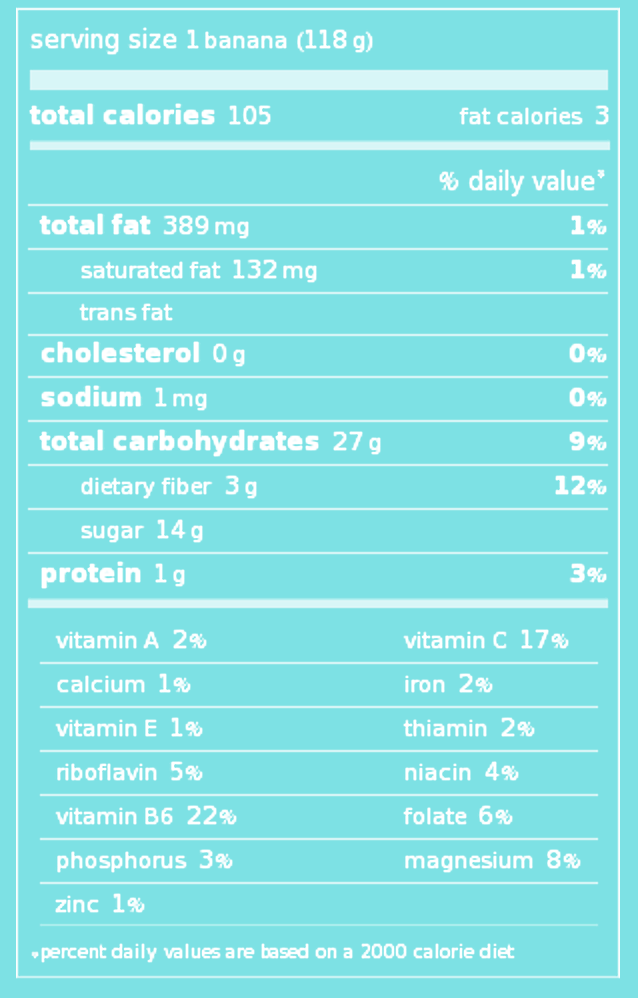 serving size 1 banana (118 g)
total calories 105 fat calories 3
% daily value*
total fat 389 mg 1%
saturated fat 132 mg 1%
trans fat
cholesterol 0 g 0%
sodium 1 mg 0%
total carbohydrates 27 g 9%
dietary fiber 3 g 12%
sugar 14 g
protein 1 g 3%
vitamin A 2% vitamin C 17%
calcium 1% iron 2%
vitamin E 1% thiamin 2%
riboflavin 5% niacin 4%
vitamin B6 22% folate 6%
phosphorus 3% magnesium 8%
zinc 1%
*percent daily values are based on a 2000 calorie diet